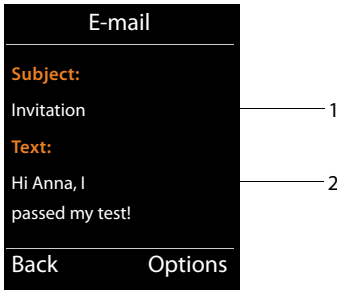 E-mail
Subject:
Invitation 1
Text:
Hi Anna, I 2
passed my test!
Back Options